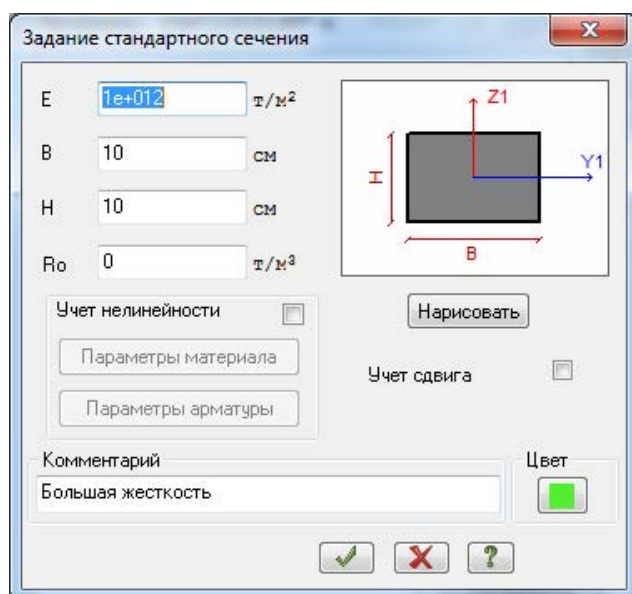 Задание стандартного сечения
E 1e+012 т/м²
B 10 см
H 10 см
Ro 0 т/м³
Z1
Y1
H
B
Учет нелинейности
Параметры материала
Параметры арматуры
Нарисовать
Учет сдвига
Комментарий
Большая жесткость
Цвет
?